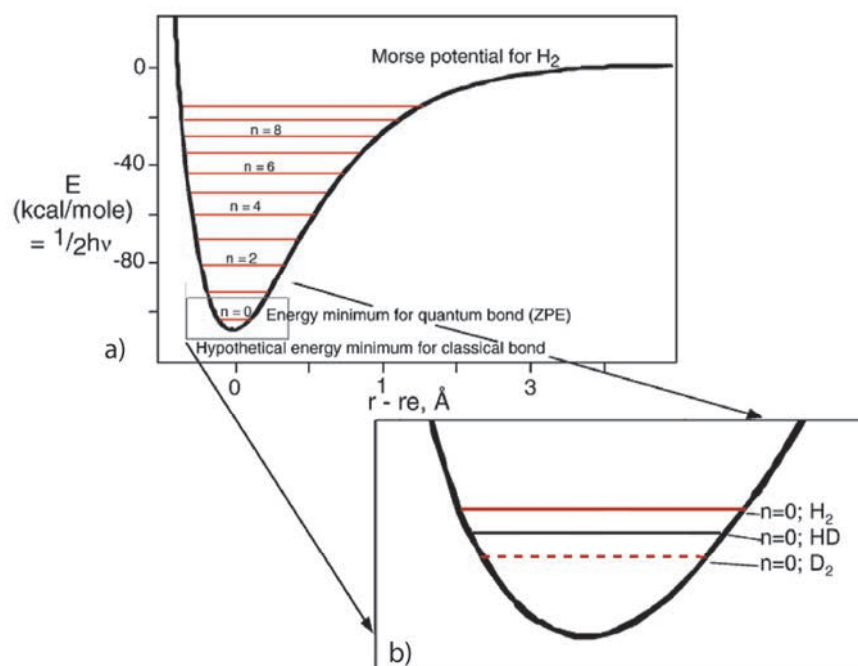 Morse potential for H₂
0
-40
-80
E
(kcal/mole)
= 1/2hν
n = 8
n = 6
n = 4
n = 2
n = 0
Energy minimum for quantum bond (ZPE)
Hypothetical energy minimum for classical bond
a)
0
1
3
r - re, Å
n=0; H₂
n=0; HD
n=0; D₂
b)